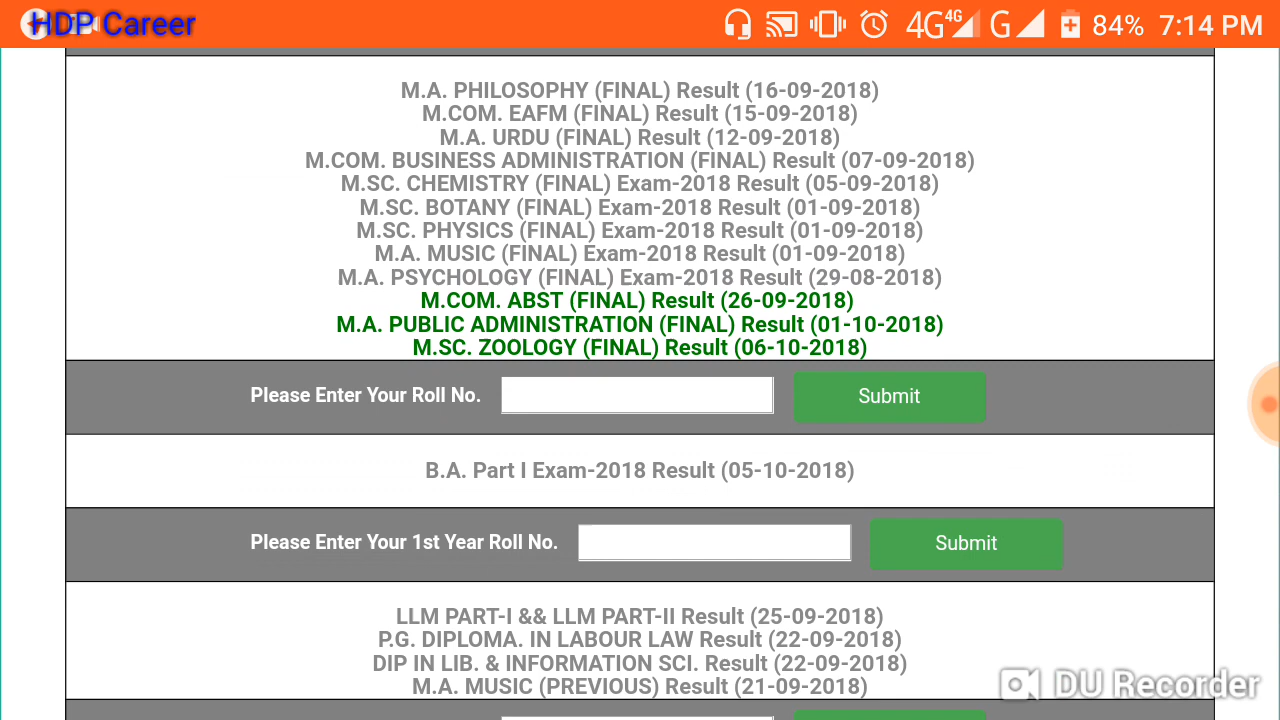 HDP Career
4G 4G G 84% 7:14 PM
M.A. PHILOSOPHY (FINAL) Result (16-09-2018)
M.COM. EAFM (FINAL) Result (15-09-2018)
M.A. URDU (FINAL) Result (12-09-2018)
M.COM. BUSINESS ADMINISTRATION (FINAL) Result (07-09-2018)
M.SC. CHEMISTRY (FINAL) Exam-2018 Result (05-09-2018)
M.SC. BOTANY (FINAL) Exam-2018 Result (01-09-2018)
M.SC. PHYSICS (FINAL) Exam-2018 Result (01-09-2018)
M.A. MUSIC (FINAL) Exam-2018 Result (01-09-2018)
M.A. PSYCHOLOGY (FINAL) Exam-2018 Result (29-08-2018)
M.COM. ABST (FINAL) Result (26-09-2018)
M.A. PUBLIC ADMINISTRATION (FINAL) Result (01-10-2018)
M.SC. ZOOLOGY (FINAL) Result (06-10-2018)
Please Enter Your Roll No. Submit
B.A. Part I Exam-2018 Result (05-10-2018)
Please Enter Your 1st Year Roll No. Submit
LLM PART-I && LLM PART-II Result (25-09-2018)
P.G. DIPLOMA. IN LABOUR LAW Result (22-09-2018)
DIP IN LIB. & INFORMATION SCI. Result (22-09-2018)
M.A. MUSIC (PREVIOUS) Result (21-09-2018)
DU Recorder